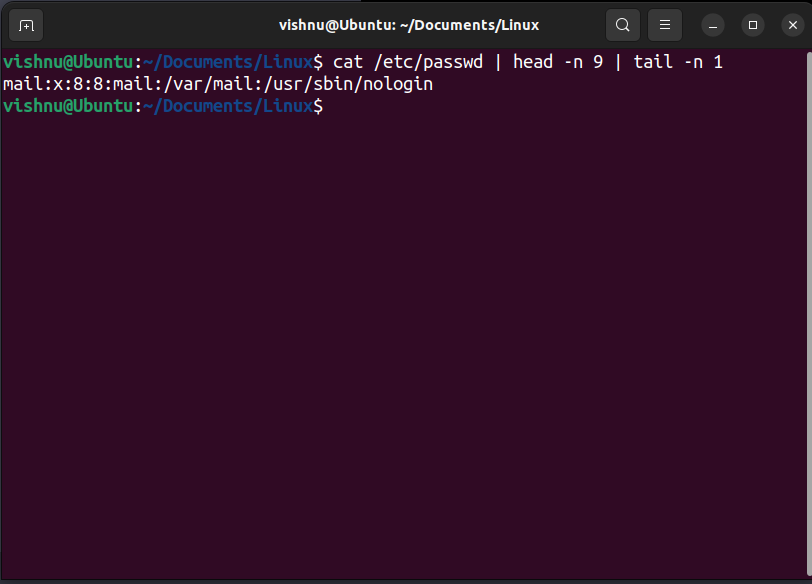 vishnu@Ubuntu: ~/Documents/Linux
vishnu@Ubuntu:~/Documents/Linux$ cat /etc/passwd | head -n 9 | tail -n 1
mail:x:8:8:mail:/var/mail:/usr/sbin/nologin
vishnu@Ubuntu:~/Documents/Linux$